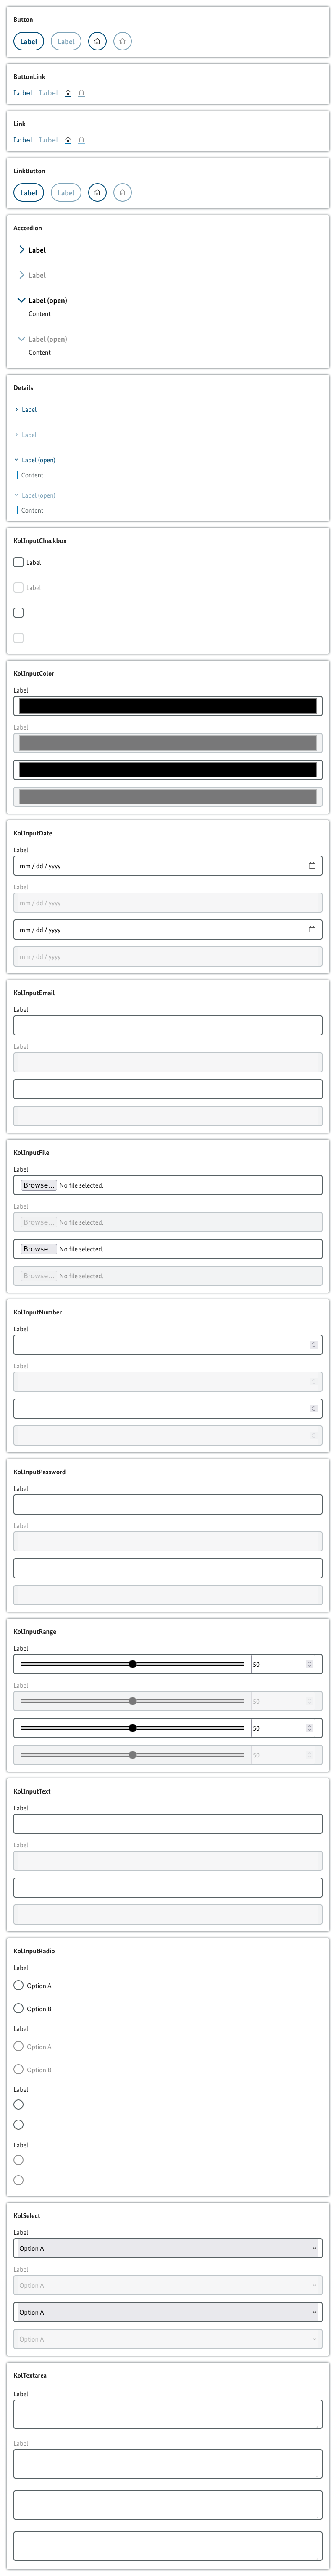 Button
Label Label
ButtonLink
Label Label
Link
Label Label
LinkButton
Label Label
Accordion
Label
Label
Label (open)
Content
Label (open)
Content
Details
Label
Label
Label (open)
Content
Label (open)
Content
KolInputCheckbox
Label
Label
KolInputColor
Label
Label
KolInputDate
Label
mm / dd / yyyy
Label
mm / dd / yyyy
mm / dd / yyyy
mm / dd / yyyy
KolInputEmail
Label
Label
KolInputFile
Label
Browse... No file selected.
Label
Browse... No file selected.
Browse... No file selected.
Browse... No file selected.
KolInputNumber
Label
Label
KolInputPassword
Label
Label
KolInputRange
Label
50
Label
50
50
50
KolInputText
Label
Label
KolInputRadio
Label
Option A
Option B
Label
Option A
Option B
Label
Label
KolSelect
Label
Option A
Label
Option A
Option A
Option A
KolTextarea
Label
Label